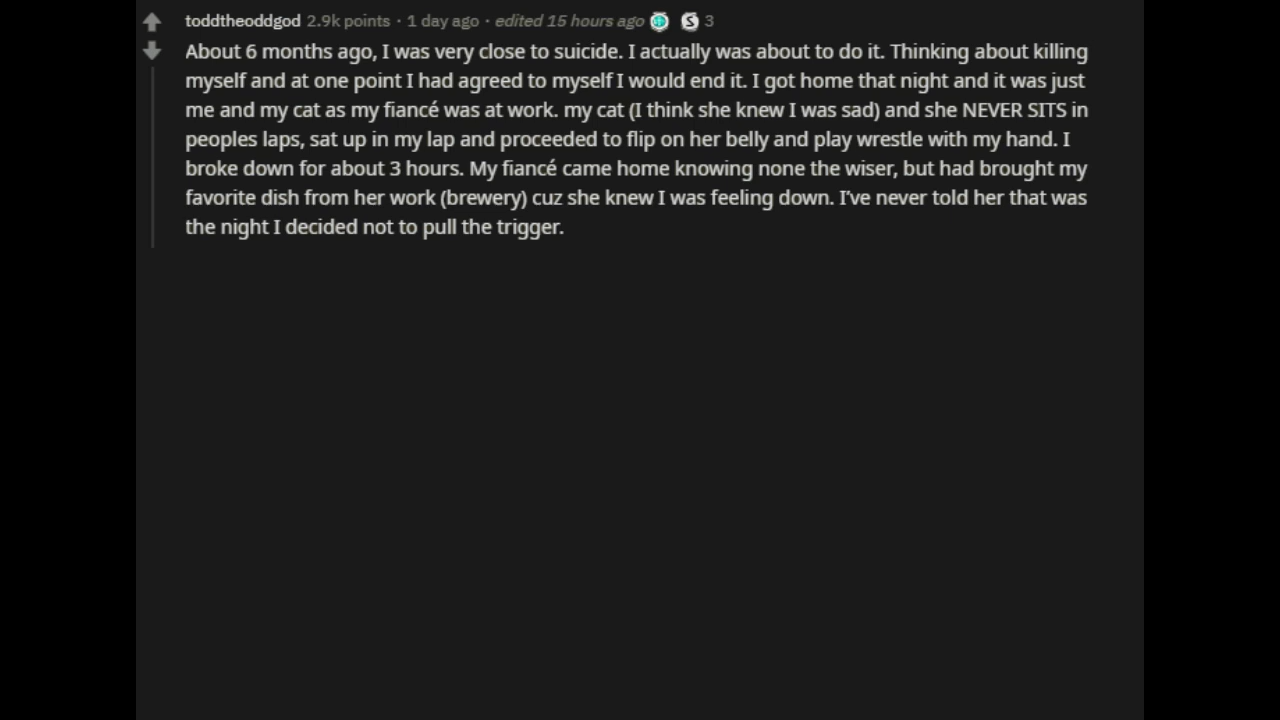 toddtheoddgod 2.9k points · 1 day ago · edited 15 hours ago S 3
About 6 months ago, I was very close to suicide. I actually was about to do it. Thinking about killing
myself and at one point I had agreed to myself I would end it. I got home that night and it was just
me and my cat as my fiancé was at work. my cat (I think she knew I was sad) and she NEVER SITS in
peoples laps, sat up in my lap and proceeded to flip on her belly and play wrestle with my hand. I
broke down for about 3 hours. My fiancé came home knowing none the wiser, but had brought my
favorite dish from her work (brewery) cuz she knew I was feeling down. I've never told her that was
the night I decided not to pull the trigger.